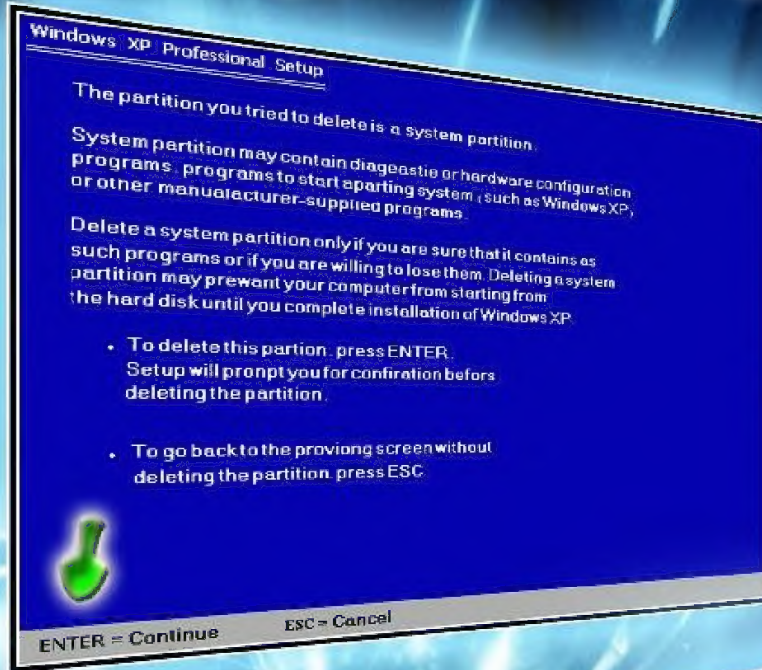 Windows XP Professional Setup
The partition you tried to delete is a system partition.
System partition may contain diageastie or hardware configuration
programs. programs to start aparting system, (such as Windows XP,
or other manualacturer-supplied programs.
Delete a system partition only if you are sure that it contains as
such programs or if you are willing to lose them. Deleting a system
partition may prewant your computer from starting from
the hard disk until you complete installation of Windows XP.
• To delete this partion. press ENTER.
Setup will pronpt you for confiration befors
deleting the partition.
• To go back to the proviong screen without
deleting the partition. press ESC
ENTER = Continue
ESC = Cancel